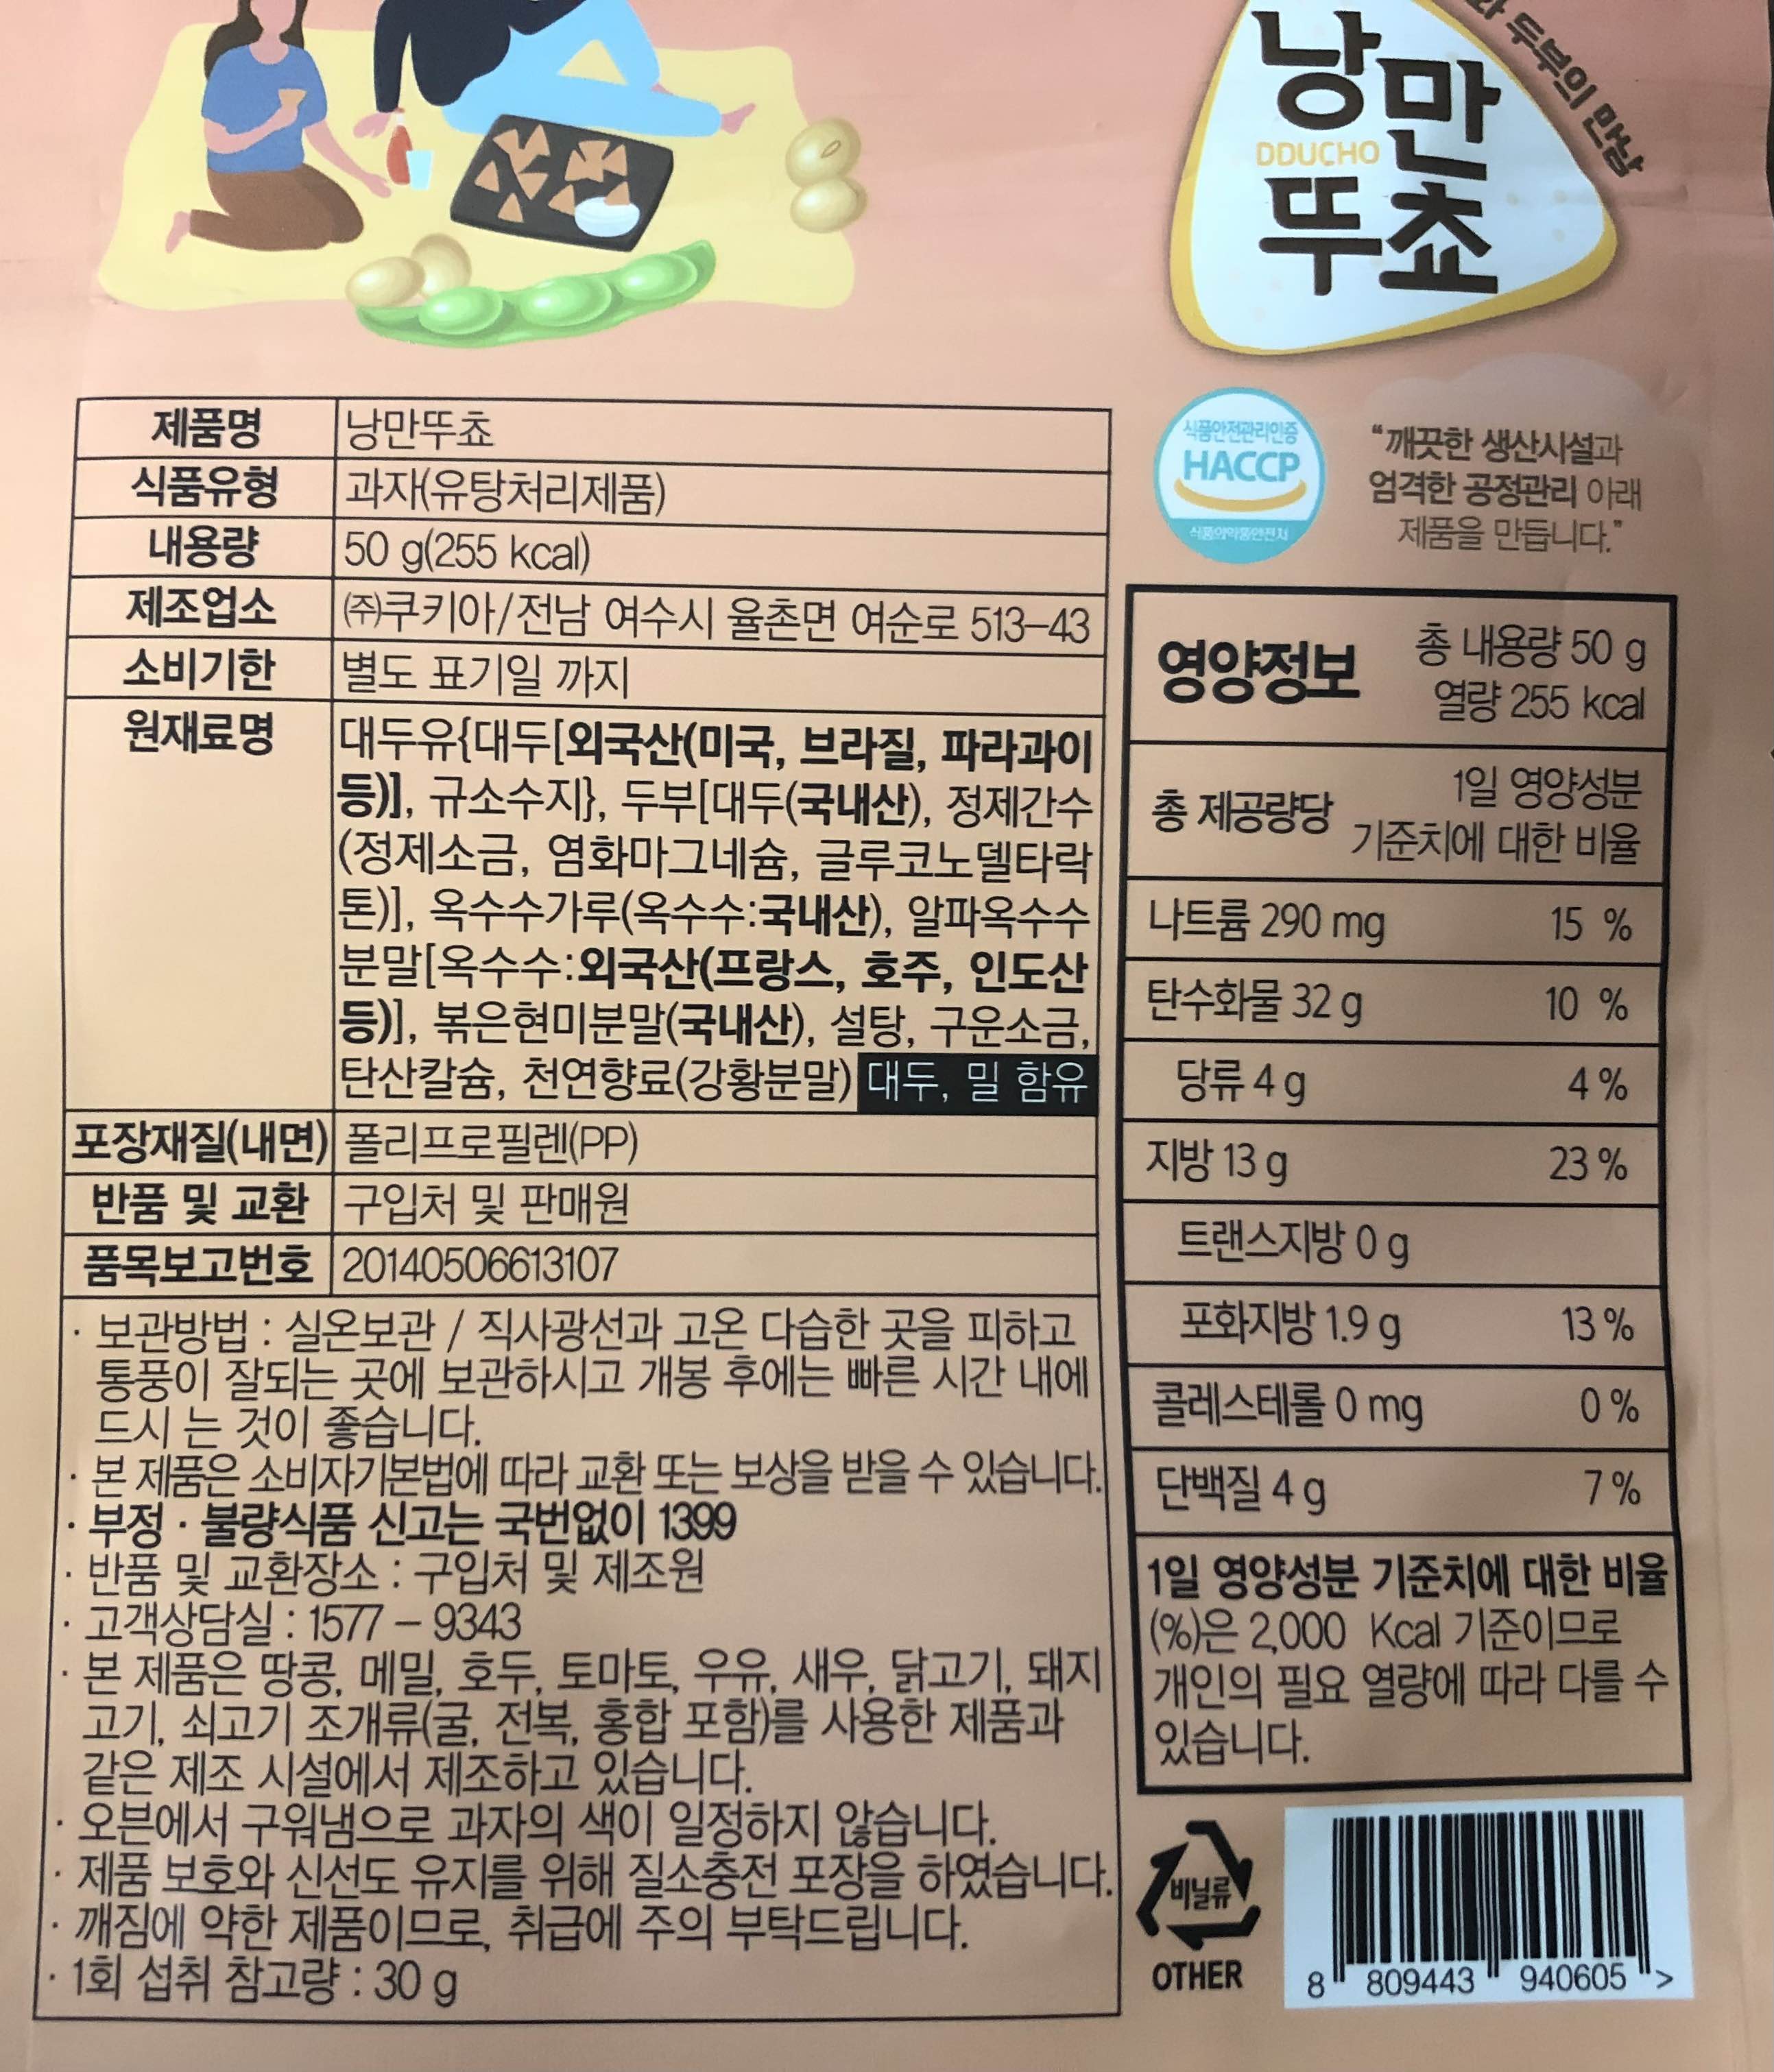 두부의 만남
낭만
DDUCHO
뚜쵸
식품안전관리인증
HACCP
식품의약품안전처
“깨끗한 생산시설과
엄격한 공정관리 아래
제품을 만듭니다.”
제품명 낭만뚜쵸
식품유형 과자(유탕처리제품)
내용량 50 g(255 kcal)
제조업소 ㈜쿠키아/전남 여수시 율촌면 여순로 513-43
소비기한 별도 표기일 까지
원재료명 대두유{대두[외국산(미국, 브라질, 파라과이
등)], 규소수지}, 두부[대두(국내산), 정제간수
(정제소금, 염화마그네슘, 글루코노델타락
톤)], 옥수수가루(옥수수:국내산), 알파옥수수
분말[옥수수:외국산(프랑스, 호주, 인도산
등)], 볶은현미분말(국내산), 설탕, 구운소금,
탄산칼슘, 천연향료(강황분말) 대두, 밀 함유
포장재질(내면) 폴리프로필렌(PP)
반품 및 교환 구입처 및 판매원
품목보고번호 20140506613107
· 보관방법 : 실온보관 / 직사광선과 고온 다습한 곳을 피하고
통풍이 잘되는 곳에 보관하시고 개봉 후에는 빠른 시간 내에
드시 는 것이 좋습니다.
· 본 제품은 소비자기본법에 따라 교환 또는 보상을 받을 수 있습니다.
· 부정 · 불량식품 신고는 국번없이 1399
· 반품 및 교환장소 : 구입처 및 제조원
· 고객상담실 : 1577 – 9343
· 본 제품은 땅콩, 메밀, 호두, 토마토, 우유, 새우, 닭고기, 돼지
고기, 쇠고기 조개류(굴, 전복, 홍합 포함)를 사용한 제품과
같은 제조 시설에서 제조하고 있습니다.
· 오븐에서 구워냄으로 과자의 색이 일정하지 않습니다.
· 제품 보호와 신선도 유지를 위해 질소충전 포장을 하였습니다.
· 깨짐에 약한 제품이므로, 취급에 주의 부탁드립니다.
· 1회 섭취 참고량 : 30 g
영양정보 총 내용량 50 g
열량 255 kcal
총 제공량당 1일 영양성분
기준치에 대한 비율
나트륨 290 mg 15 %
탄수화물 32 g 10 %
당류 4 g 4 %
지방 13 g 23 %
트랜스지방 0 g
포화지방 1.9 g 13 %
콜레스테롤 0 mg 0 %
단백질 4 g 7 %
1일 영양성분 기준치에 대한 비율
(%)은 2,000 Kcal 기준이므로
개인의 필요 열량에 따라 다를 수
있습니다.
비닐류
OTHER
8 809443 940605 >